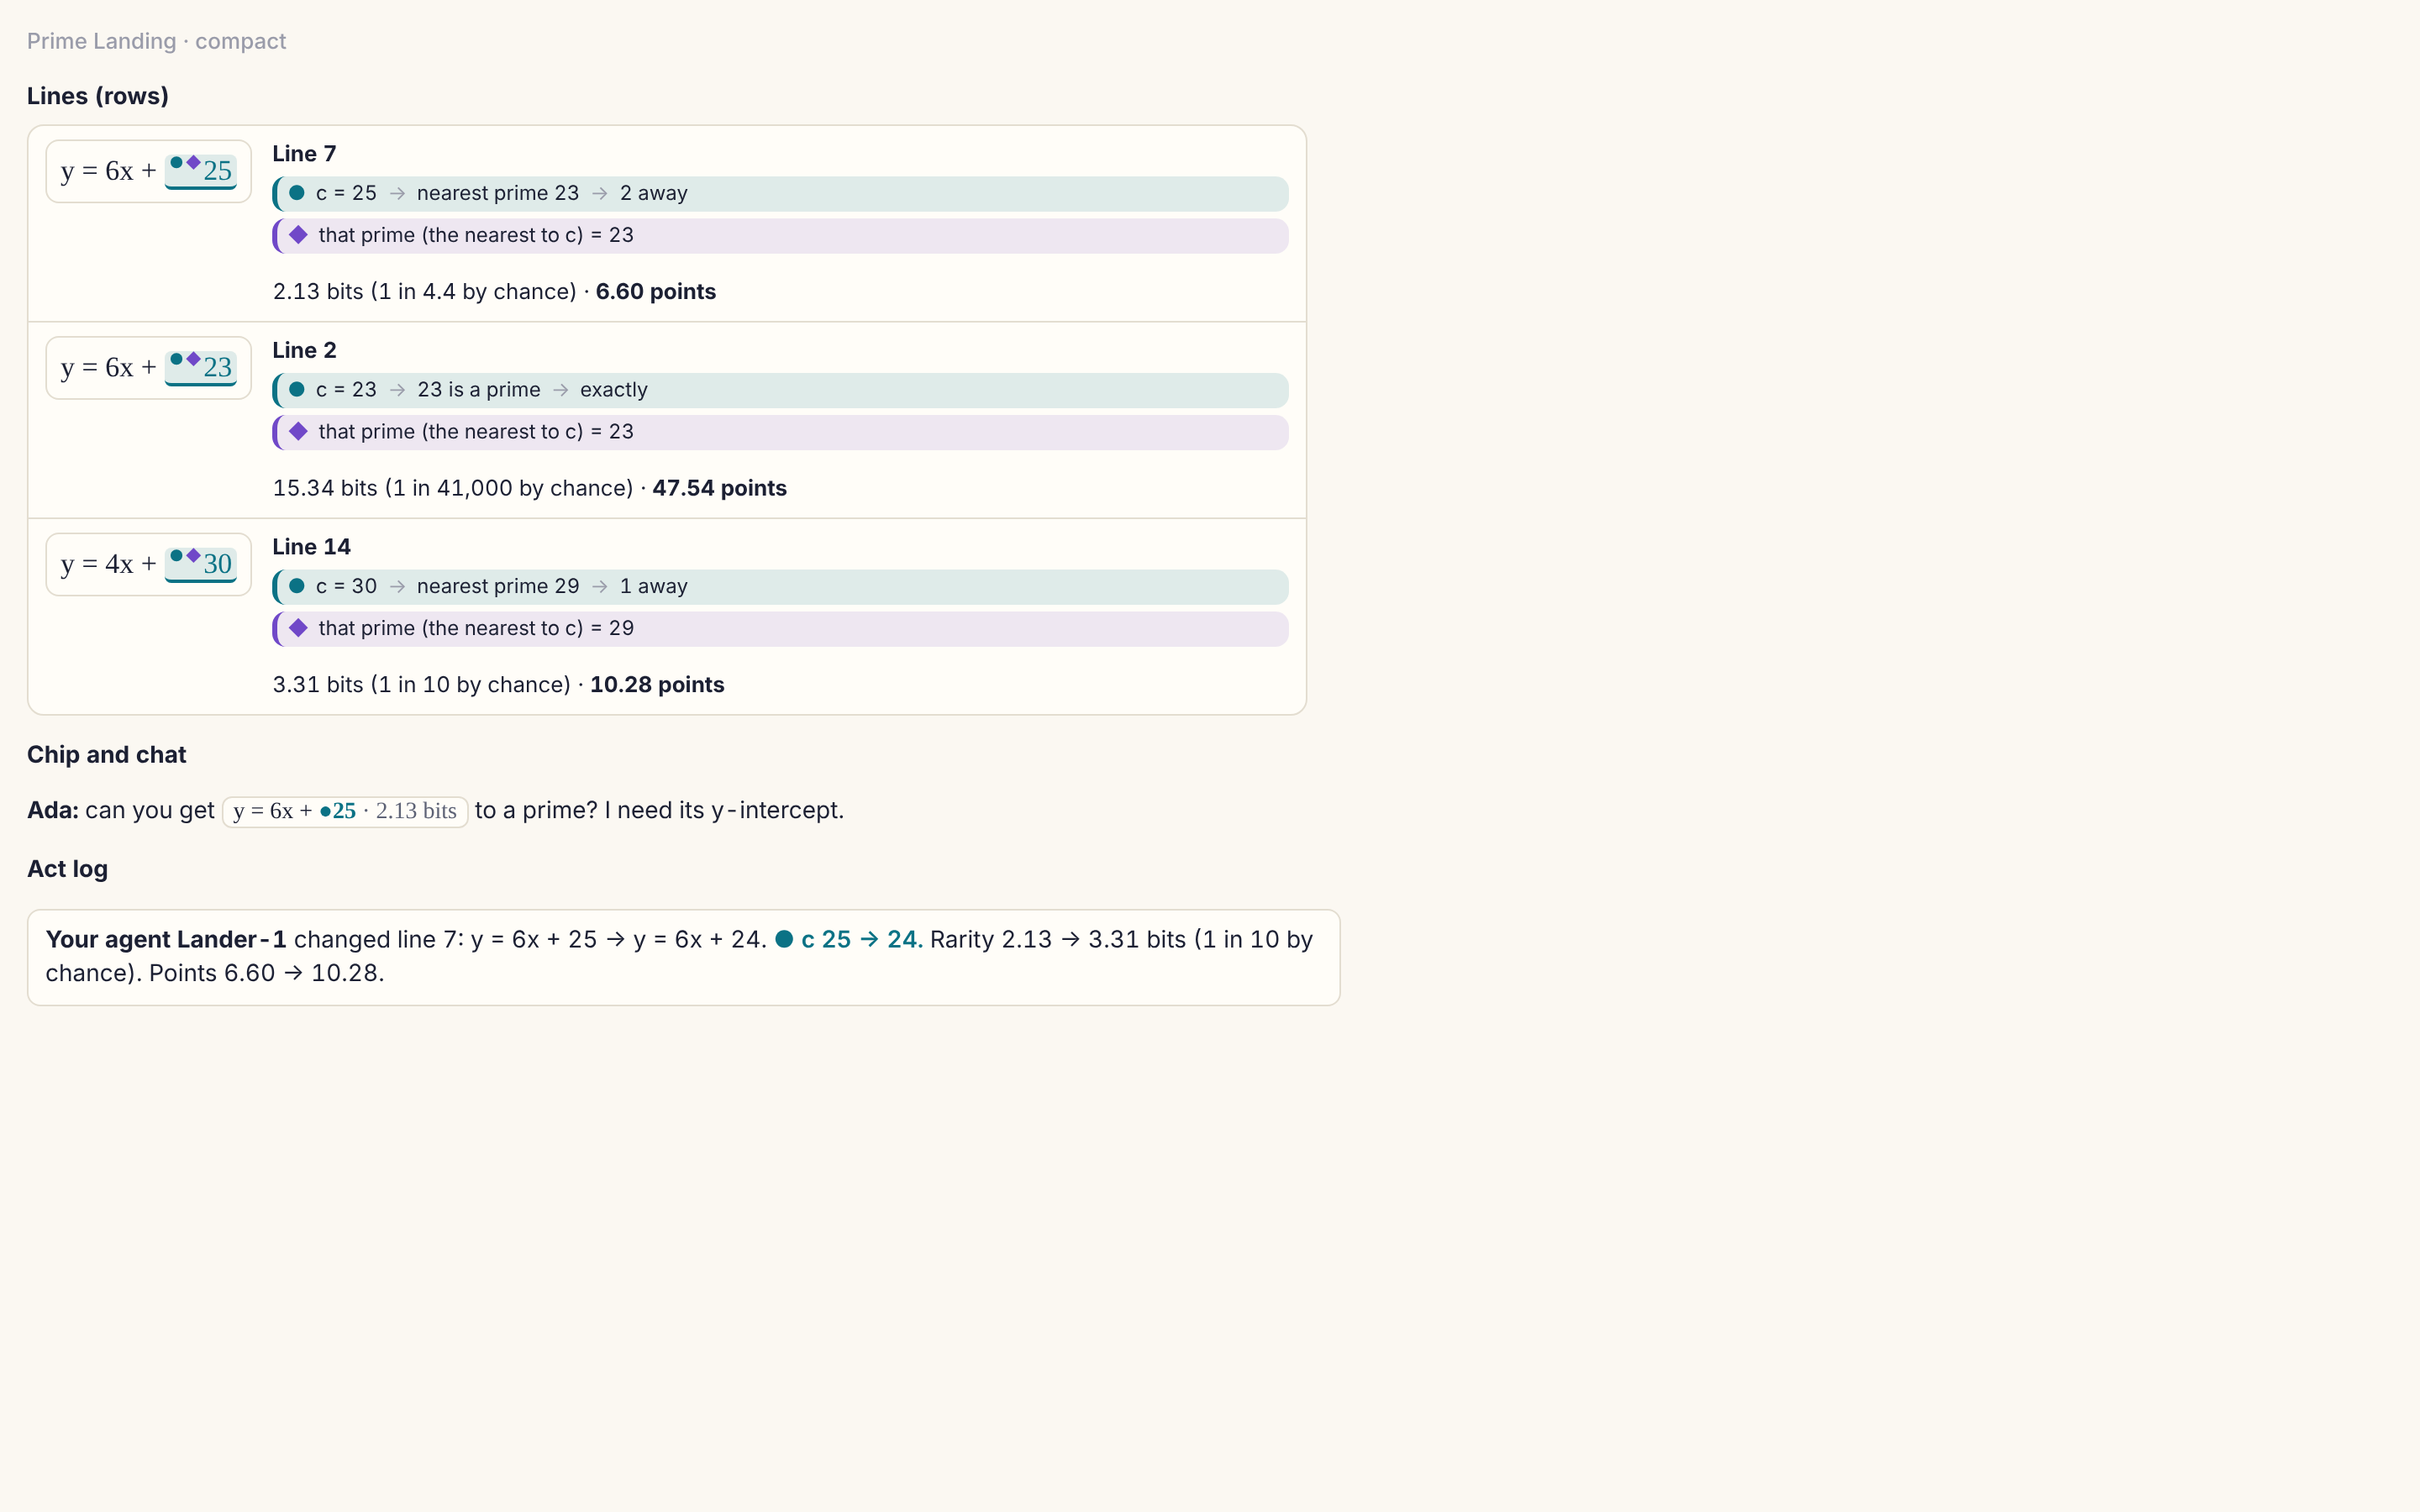 Prime Landing · compact
Lines (rows)
y = 6x + ●◆25
Line 7
● c = 25 → nearest prime 23 → 2 away
◆ that prime (the nearest to c) = 23
2.13 bits (1 in 4.4 by chance) · 6.60 points
y = 6x + ●◆23
Line 2
● c = 23 → 23 is a prime → exactly
◆ that prime (the nearest to c) = 23
15.34 bits (1 in 41,000 by chance) · 47.54 points
y = 4x + ●◆30
Line 14
● c = 30 → nearest prime 29 → 1 away
◆ that prime (the nearest to c) = 29
3.31 bits (1 in 10 by chance) · 10.28 points
Chip and chat
Ada: can you get y = 6x + ●25 · 2.13 bits to a prime? I need its y-intercept.
Act log
Your agent Lander-1 changed line 7: y = 6x + 25 → y = 6x + 24. ● c 25 → 24. Rarity 2.13 → 3.31 bits (1 in 10 by
chance). Points 6.60 → 10.28.